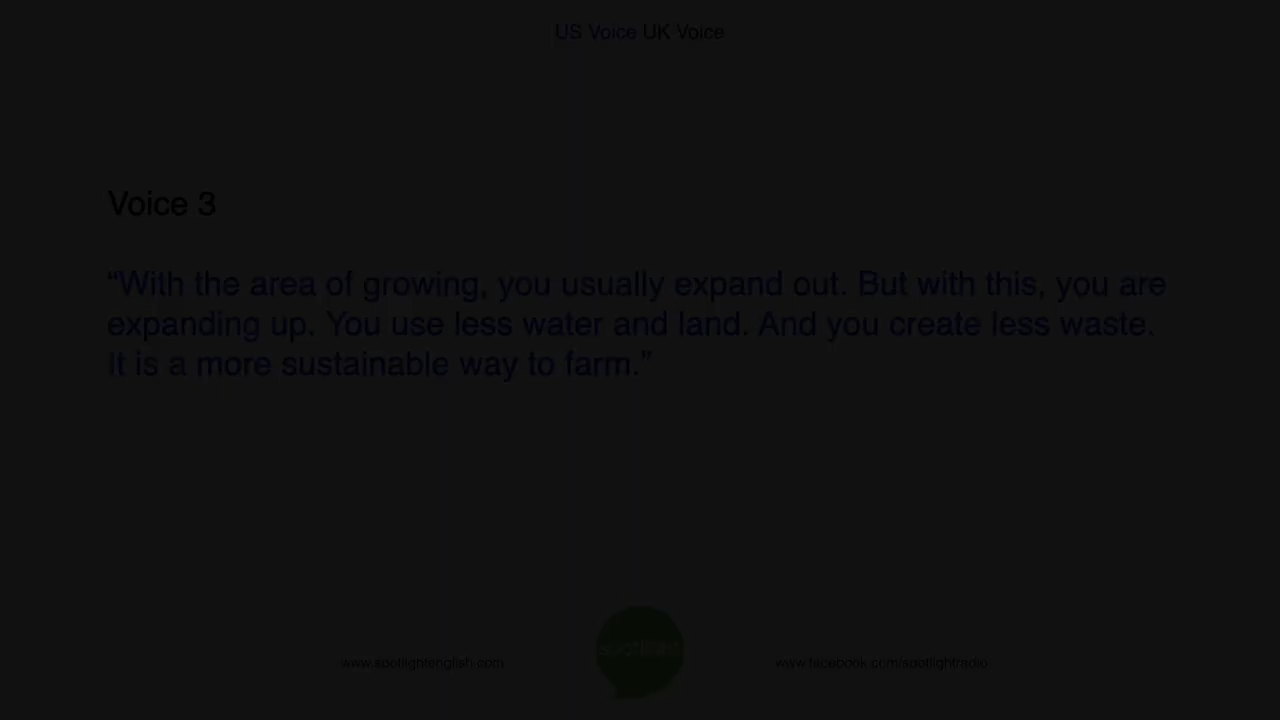 US Voice UK Voice
Voice 3
“With the area of growing, you usually expand out. But with this, you are
expanding up. You use less water and land. And you create less waste.
It is a more sustainable way to farm.”
spotlight
www.spotlightenglish.com
www.facebook.com/spotlightradio